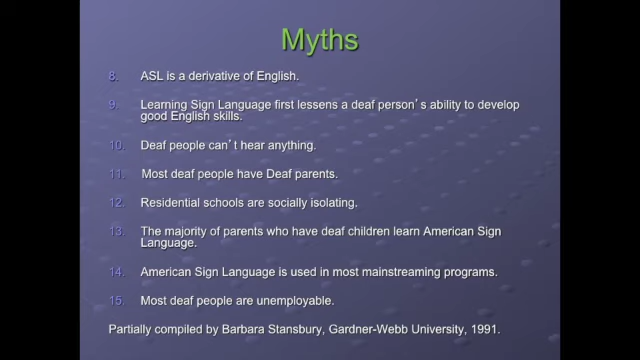 Myths
8. ASL is a derivative of English.
9. Learning Sign Language first lessens a deaf person's ability to develop
good English skills.
10. Deaf people can't hear anything.
11. Most deaf people have Deaf parents.
12. Residential schools are socially isolating.
13. The majority of parents who have deaf children learn American Sign
Language.
14. American Sign Language is used in most mainstreaming programs.
15. Most deaf people are unemployable.
Partially compiled by Barbara Stansbury, Gardner-Webb University, 1991.